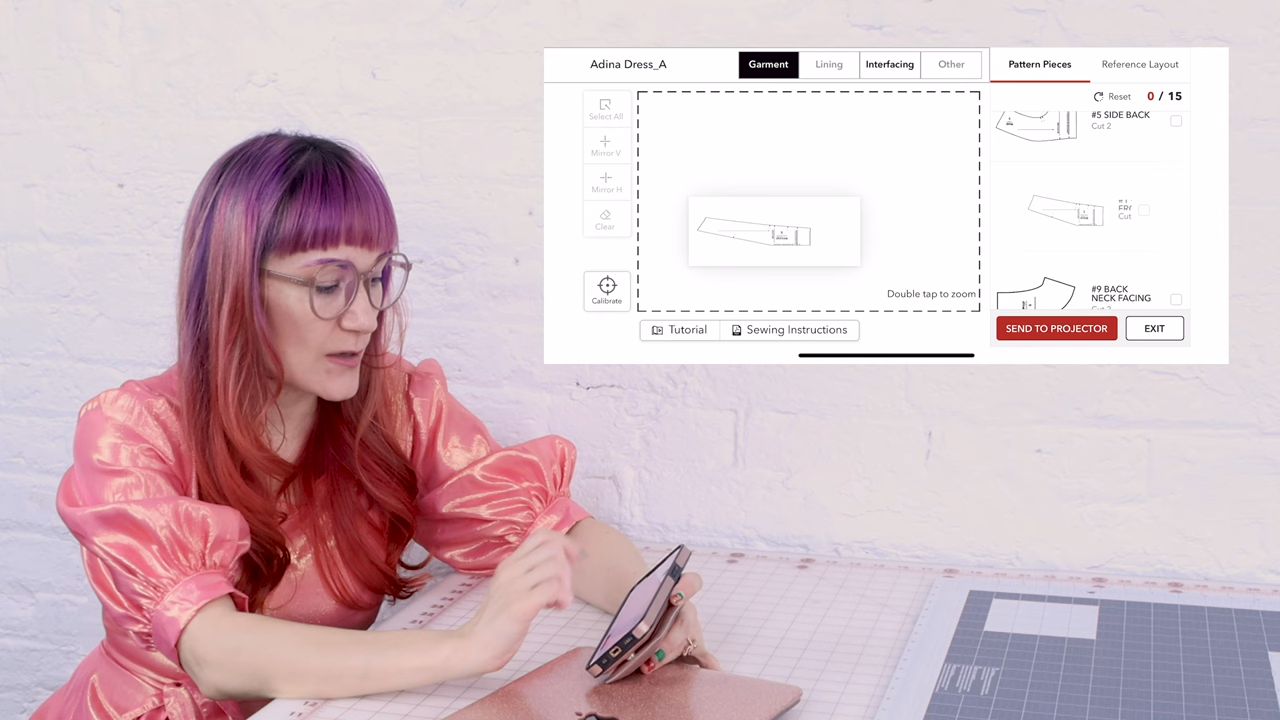 Adina Dress_A
Garment
Lining
Interfacing
Other
Pattern Pieces
Reference Layout
Reset
0 / 15
Select All
Mirror V
Mirror H
Clear
Calibrate
#5 SIDE BACK
Cut 2
Cut
#9 BACK
NECK FACING
Double tap to zoom
Tutorial
Sewing Instructions
SEND TO PROJECTOR
EXIT